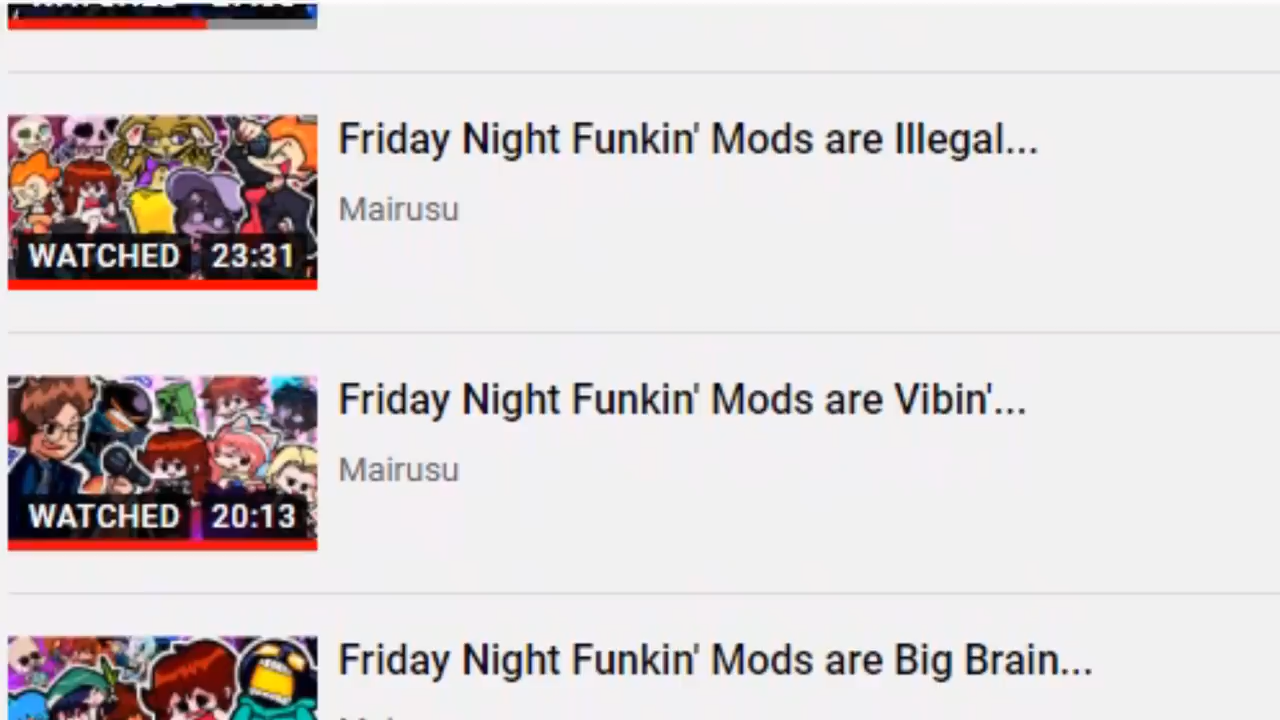 Friday Night Funkin' Mods are Illegal...
Mairusu
WATCHED 23:31
Friday Night Funkin' Mods are Vibin'...
Mairusu
WATCHED 20:13
Friday Night Funkin' Mods are Big Brain...